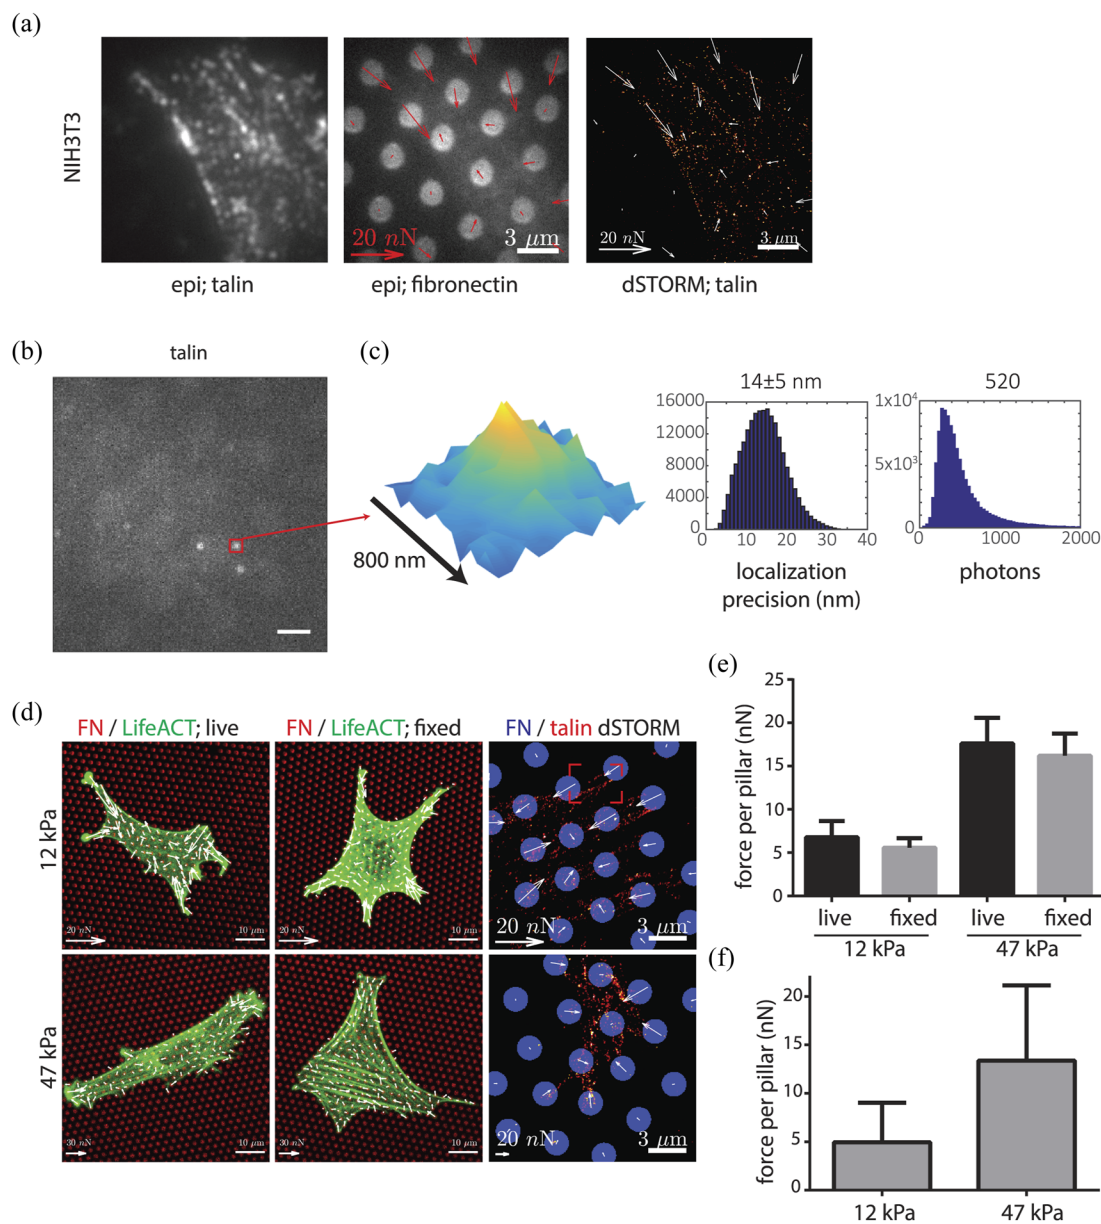 (a)
NIH3T3
20 nN
3 μm
20 nN
3 μm
epi; talin
epi; fibronectin
dSTORM; talin
(b)
talin
(c)
800 nm
14±5 nm
16000
12000
8000
4000
0
0 10 20 30 40
localization
precision (nm)
520
1x10⁴
5x10³
0
0 1000 2000
photons
(d)
FN / LifeACT; live
FN / LifeACT; fixed
FN / talin dSTORM
12 kPa
20 nN
10 μm
20 nN
10 μm
20 nN
3 μm
47 kPa
30 nN
10 μm
30 nN
10 μm
20 nN
3 μm
(e)
force per pillar (nN)
25
20
15
10
5
0
live fixed live fixed
12 kPa 47 kPa
(f)
force per pillar (nN)
20
15
10
5
0
12 kPa 47 kPa